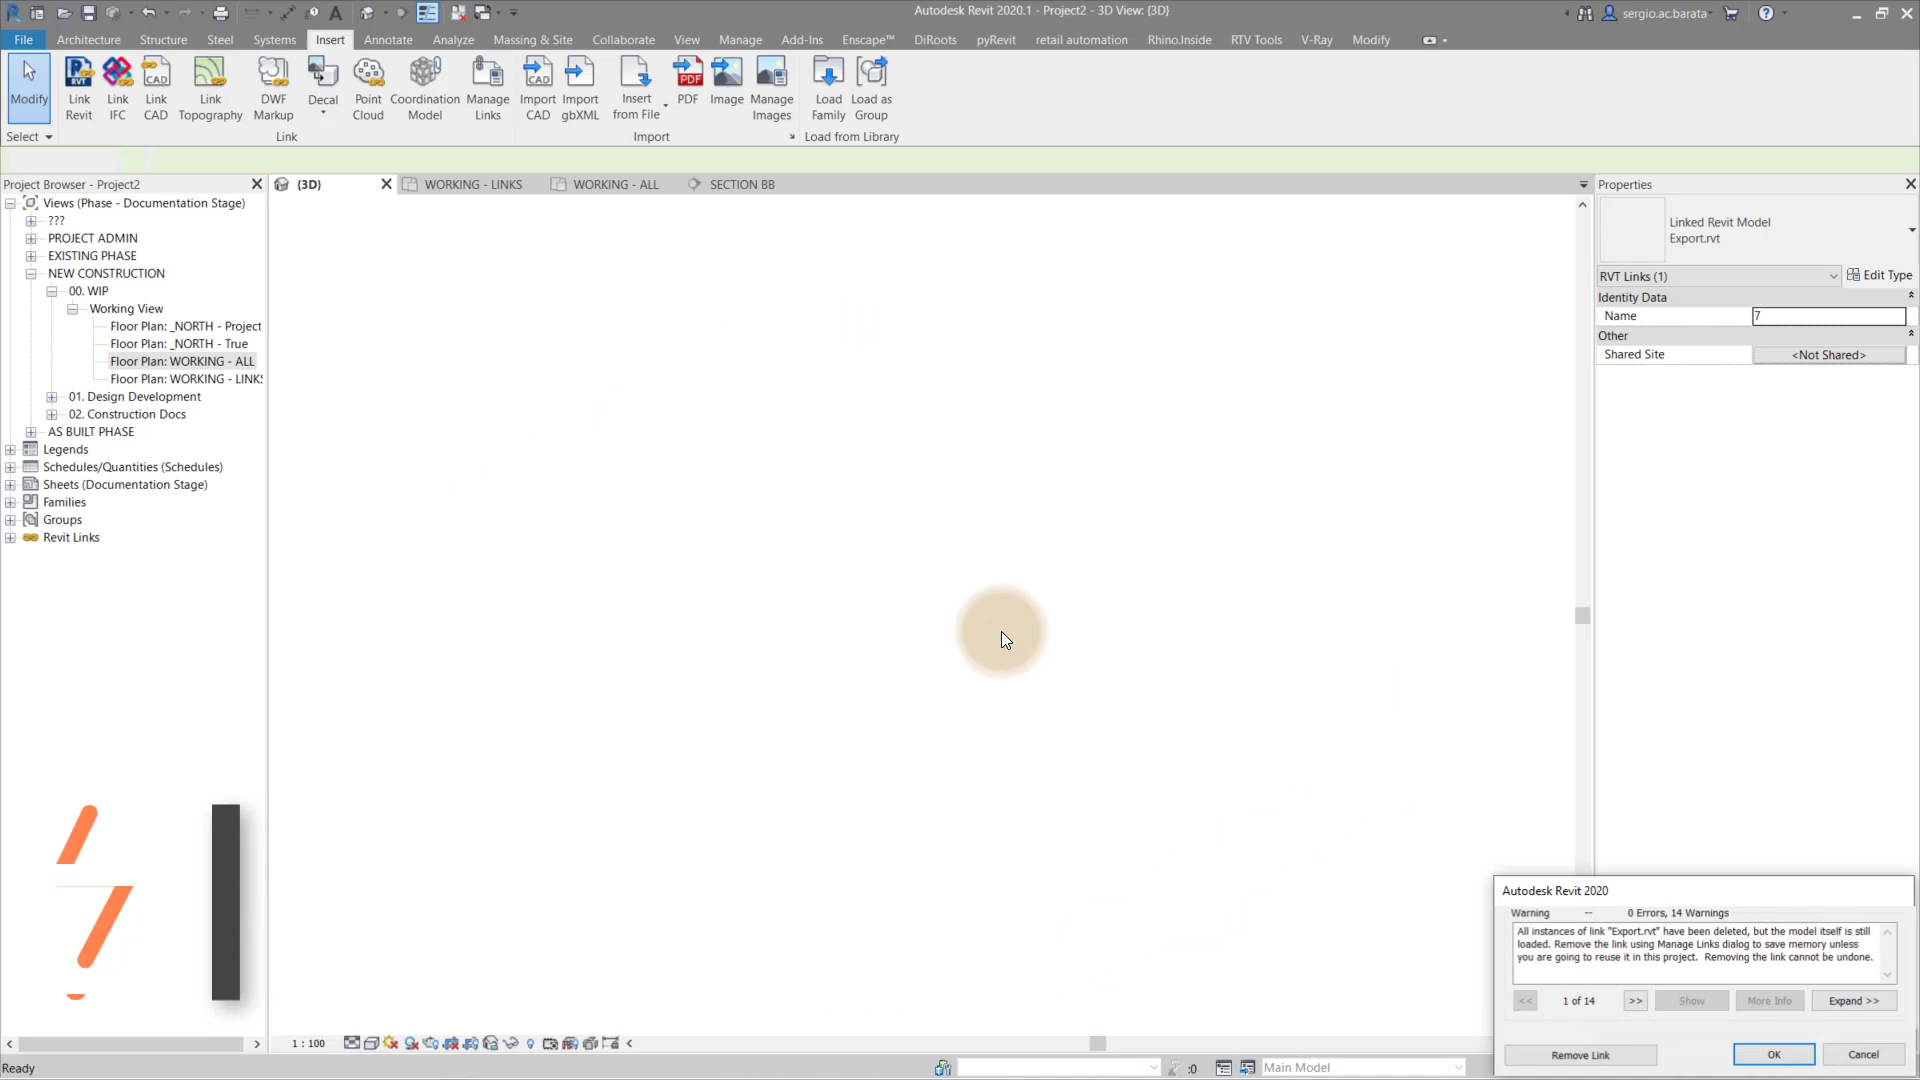 Autodesk Revit 2020.1 - Project2 - 3D View: {3D}
sergio.ac.barata
File Architecture Structure Steel Systems Insert Annotate Analyze Massing & Site Collaborate View Manage Add-Ins Enscape™ DiRoots pyRevit retail automation Rhino.Inside RTV Tools V-Ray Modify
Modify
Link Revit
Link IFC
Link CAD
Link Topography
DWF Markup
Decal
Point Cloud
Coordination Model
Manage Links
Import CAD
Import gbXML
Insert from File
PDF
Image
Manage Images
Load Family
Load as Group
Select
Link
Import
Load from Library
Project Browser - Project2
{3D}
WORKING - LINKS
WORKING - ALL
SECTION BB
Properties
Views (Phase - Documentation Stage)
???
PROJECT ADMIN
EXISTING PHASE
NEW CONSTRUCTION
00. WIP
Working View
Floor Plan: _NORTH - Project
Floor Plan: _NORTH - True
Floor Plan: WORKING - ALL
Floor Plan: WORKING - LINKS
01. Design Development
02. Construction Docs
AS BUILT PHASE
Legends
Schedules/Quantities (Schedules)
Sheets (Documentation Stage)
Families
Groups
Revit Links
Linked Revit Model
Export.rvt
RVT Links (1)
Edit Type
Identity Data
Name 7
Other
Shared Site <Not Shared>
Autodesk Revit 2020
Warning -- 0 Errors, 14 Warnings
All instances of link "Export.rvt" have been deleted, but the model itself is still
loaded. Remove the link using Manage Links dialog to save memory unless
you are going to reuse it in this project. Removing the link cannot be undone.
<< 1 of 14 >> Show More Info Expand >>
Remove Link OK Cancel
1 : 100
Ready
:0
Main Model